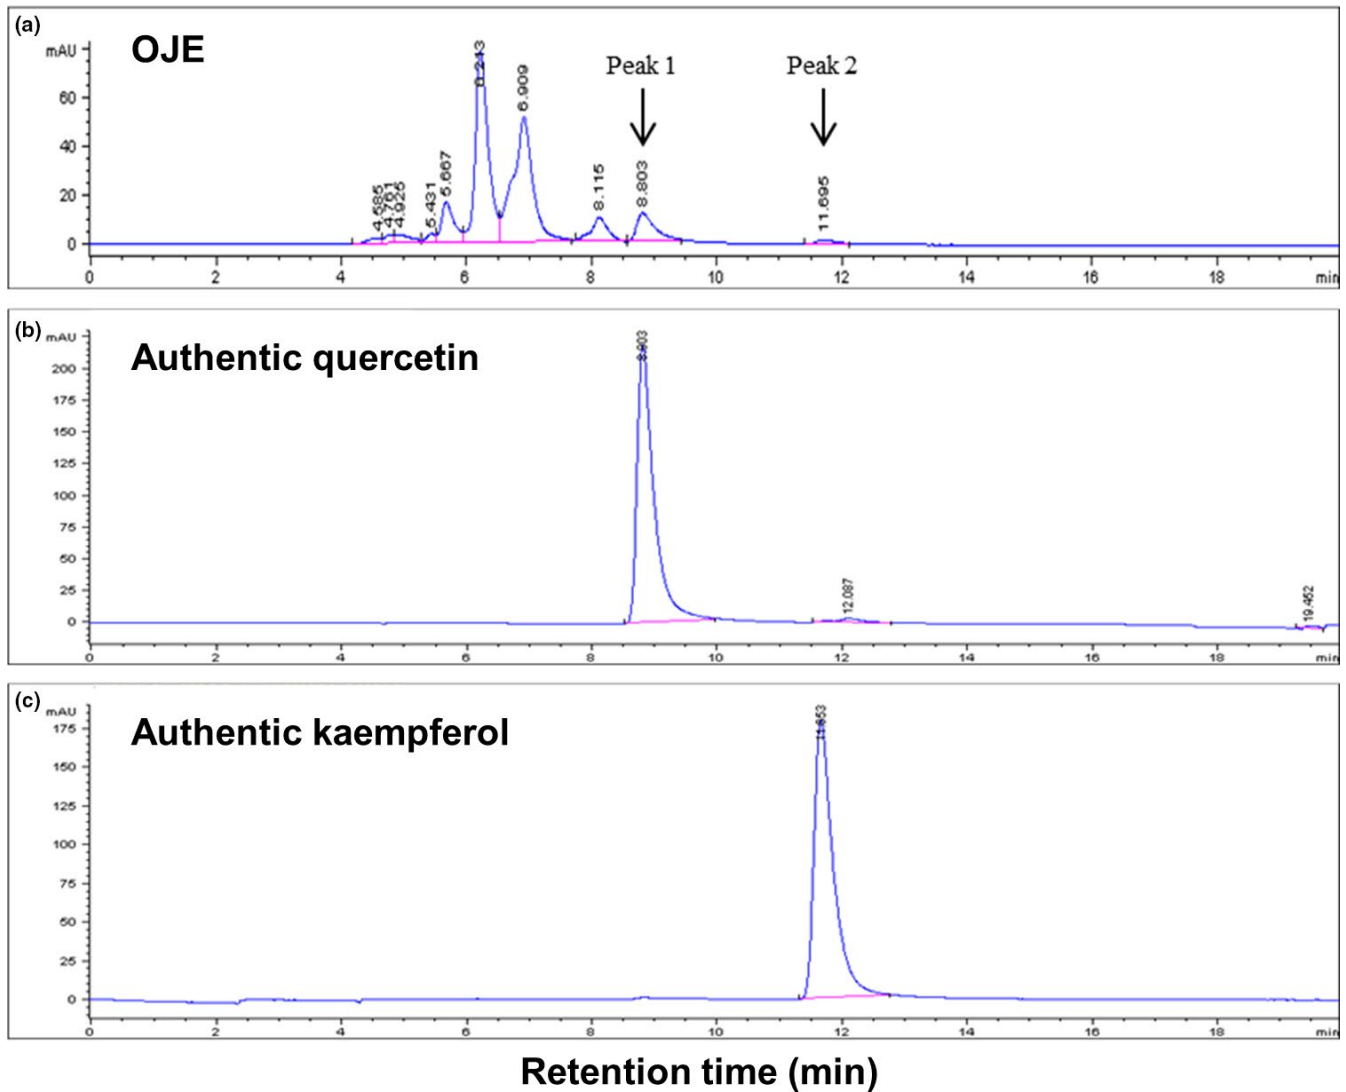 (a)
OJE
mAU
60
40
20
0
4.585
4.761
4.925
5.431
5.667
6.213
6.909
8.115
8.803
11.695
Peak 1
Peak 2
0 2 4 6 8 10 12 14 16 18 min
(b)
Authentic quercetin
mAU
200
175
150
125
100
75
50
25
0
8.803
12.087
19.452
0 2 4 6 8 10 12 14 16 18 min
(c)
Authentic kaempferol
mAU
175
150
125
100
75
50
25
0
11.653
0 2 4 6 8 10 12 14 16 18 min
Retention time (min)